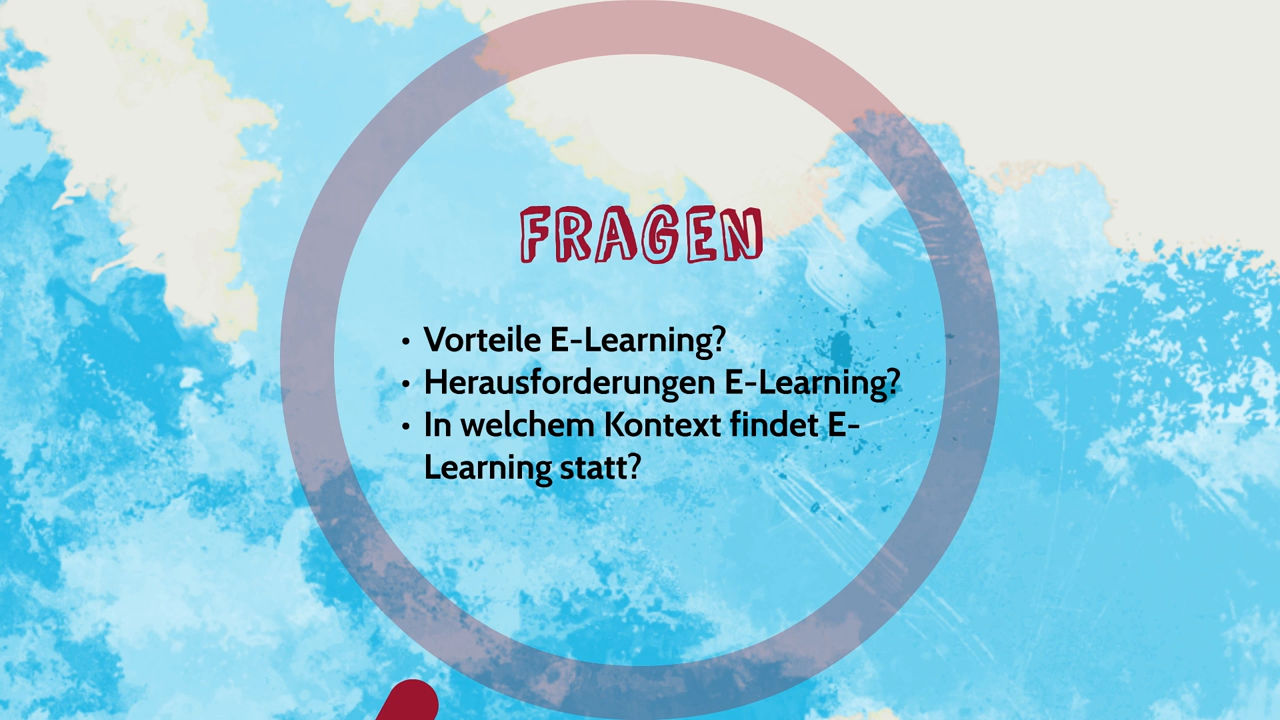 FRAGEN
• Vorteile E-Learning?
• Herausforderungen E-Learning?
• In welchem Kontext findet E-
Learning statt?